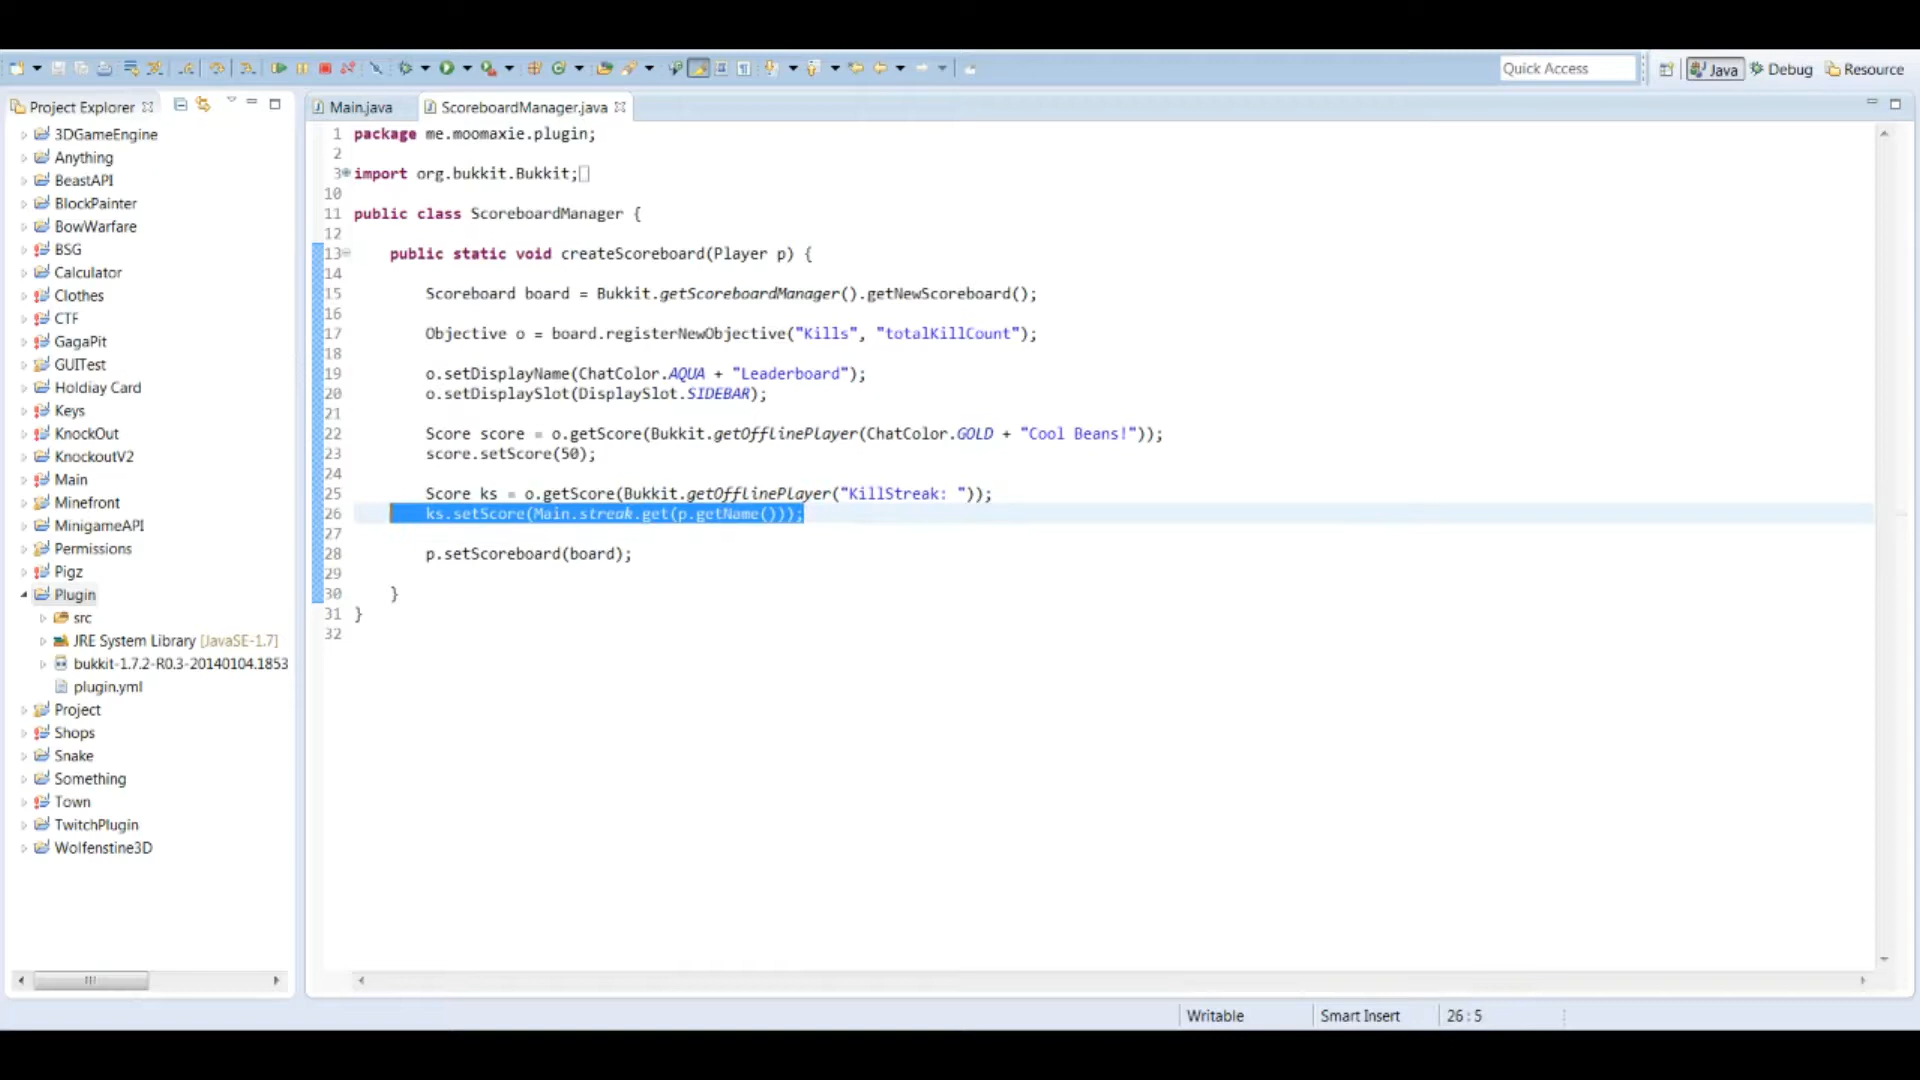 Quick Access
Java
Debug
Resource
Project Explorer
3DGameEngine
Anything
BeastAPI
BlockPainter
BowWarfare
BSG
Calculator
Clothes
CTF
GagaPit
GUITest
Holdiay Card
Keys
KnockOut
KnockoutV2
Main
Minefront
MinigameAPI
Permissions
Pigz
Plugin
src
JRE System Library [JavaSE-1.7]
bukkit-1.7.2-R0.3-20140104.1853
plugin.yml
Project
Shops
Snake
Something
Town
TwitchPlugin
Wolfenstine3D
Main.java
ScoreboardManager.java
1 package me.moomaxie.plugin;
2
3 import org.bukkit.Bukkit;
10
11 public class ScoreboardManager {
12
13 public static void createScoreboard(Player p) {
14
15 Scoreboard board = Bukkit.getScoreboardManager().getNewScoreboard();
16
17 Objective o = board.registerNewObjective("Kills", "totalKillCount");
18
19 o.setDisplayName(ChatColor.AQUA + "Leaderboard");
20 o.setDisplaySlot(DisplaySlot.SIDEBAR);
21
22 Score score = o.getScore(Bukkit.getOfflinePlayer(ChatColor.GOLD + "Cool Beans!"));
23 score.setScore(50);
24
25 Score ks = o.getScore(Bukkit.getOfflinePlayer("KillStreak: "));
26 ks.setScore(Main.streak.get(p.getName()));
27
28 p.setScoreboard(board);
29
30 }
31 }
32
Writable
Smart Insert
26 : 5